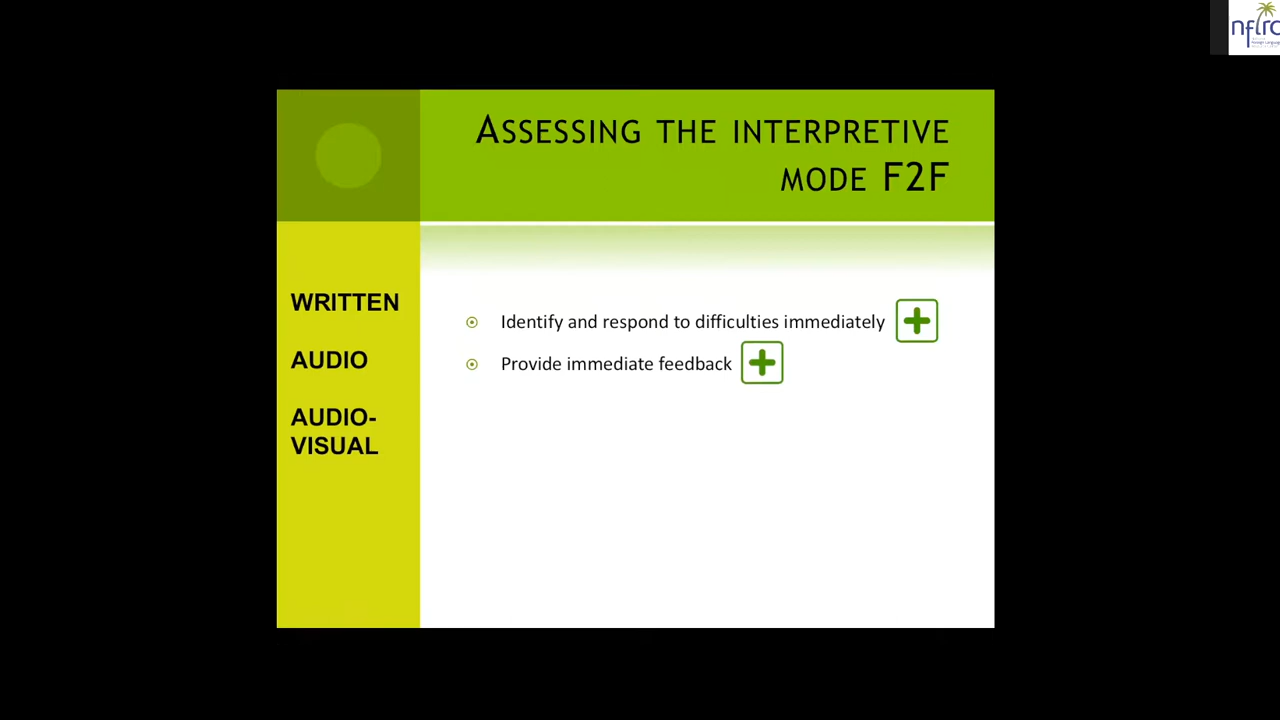 nflrc
ASSESSING THE INTERPRETIVE
MODE F2F
WRITTEN
AUDIO
AUDIO-
VISUAL
Identify and respond to difficulties immediately
Provide immediate feedback